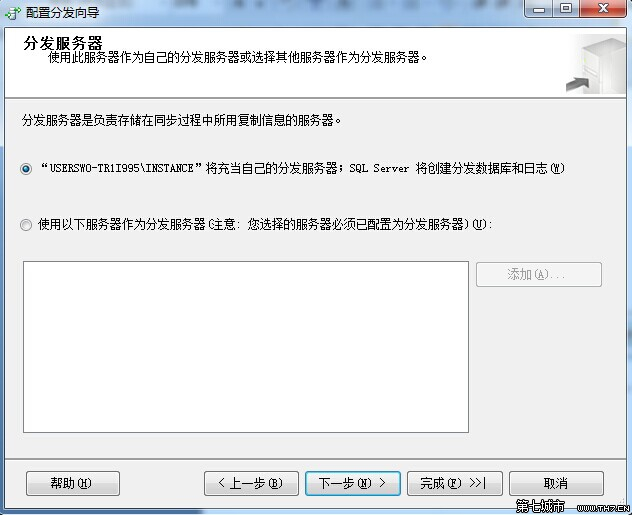 配置分发向导
分发服务器
使用此服务器作为自己的分发服务器或选择其他服务器作为分发服务器。
分发服务器是负责存储在同步过程中所用复制信息的服务器。
“USERSWO-TR1I995\INSTANCE”将充当自己的分发服务器；SQL Server 将创建分发数据库和日志(W)
使用以下服务器作为分发服务器(注意: 您选择的服务器必须已配置为分发服务器)(U):
添加(A)...
帮助(H)
< 上一步(B)
下一步(N) >
完成(F) >>|
取消
第七城市 WWW.TH7.CN